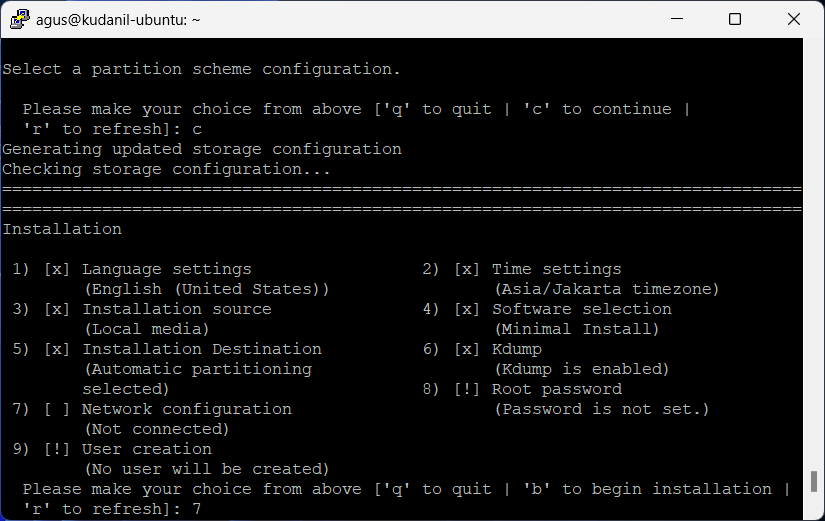 agus@kudanil-ubuntu: ~
Select a partition scheme configuration.
Please make your choice from above ['q' to quit | 'c' to continue |
'r' to refresh]: c
Generating updated storage configuration
Checking storage configuration...
================================================================================
================================================================================
Installation
1) [x] Language settings 2) [x] Time settings
(English (United States)) (Asia/Jakarta timezone)
3) [x] Installation source 4) [x] Software selection
(Local media) (Minimal Install)
5) [x] Installation Destination 6) [x] Kdump
(Automatic partitioning (Kdump is enabled)
selected) 8) [!] Root password
7) [ ] Network configuration (Password is not set.)
(Not connected)
9) [!] User creation
(No user will be created)
Please make your choice from above ['q' to quit | 'b' to begin installation |
'r' to refresh]: 7